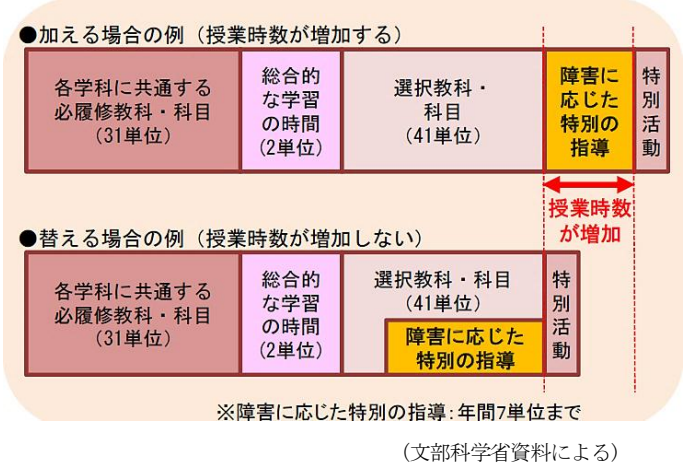 ●加える場合の例（授業時数が増加する）
各学科に共通する
必履修教科・科目
（31単位）
総合的
な学習
の時間
（2単位）
選択教科・
科目
（41単位）
障害に
応じた
特別の
指導
特別活動
授業時数
が増加
●替える場合の例（授業時数が増加しない）
各学科に共通する
必履修教科・科目
（31単位）
総合的
な学習
の時間
（2単位）
選択教科・科目
（41単位）
障害に応じた
特別の指導
特別活動
※障害に応じた特別の指導：年間7単位まで
（文部科学省資料による）